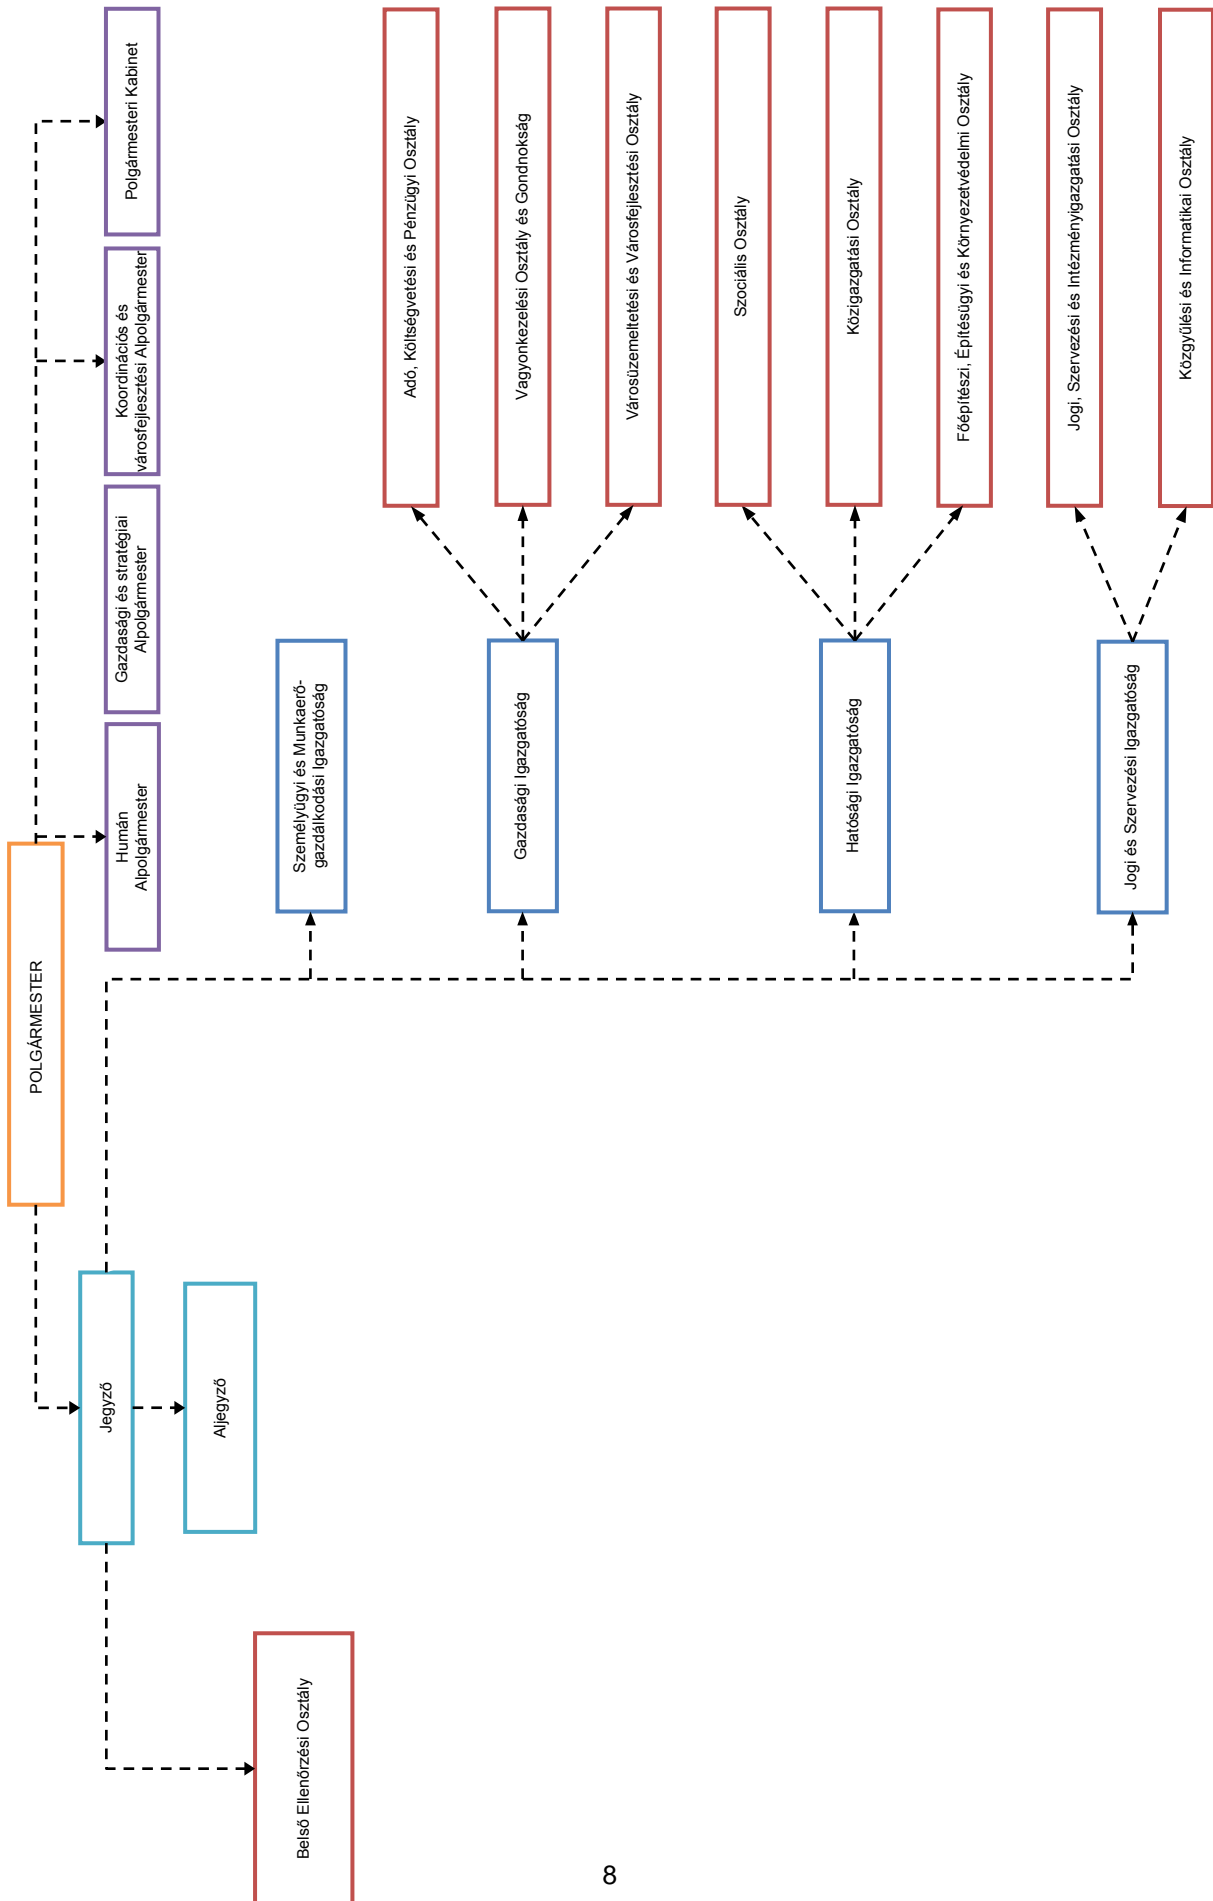 POLGÁRMESTER
Humán
Alpolgármester
Gazdasági és stratégiai
Alpolgármester
Koordinációs és
városfejlesztési Alpolgármester
Polgármesteri Kabinet
Jegyző
Aljegyző
Belső Ellenőrzési Osztály
Személyügyi és Munkaerő-
gazdálkodási Igazgatóság
Gazdasági Igazgatóság
Hatósági Igazgatóság
Jogi és Szervezési Igazgatóság
Adó, Költségvetési és Pénzügyi Osztály
Vagyonkezelési Osztály és Gondnokság
Városüzemeltetési és Városfejlesztési Osztály
Szociális Osztály
Közigazgatási Osztály
Főépítészi, Építésügyi és Környezetvédelmi Osztály
Jogi, Szervezési és Intézményigazgatási Osztály
Közgyűlési és Informatikai Osztály
8